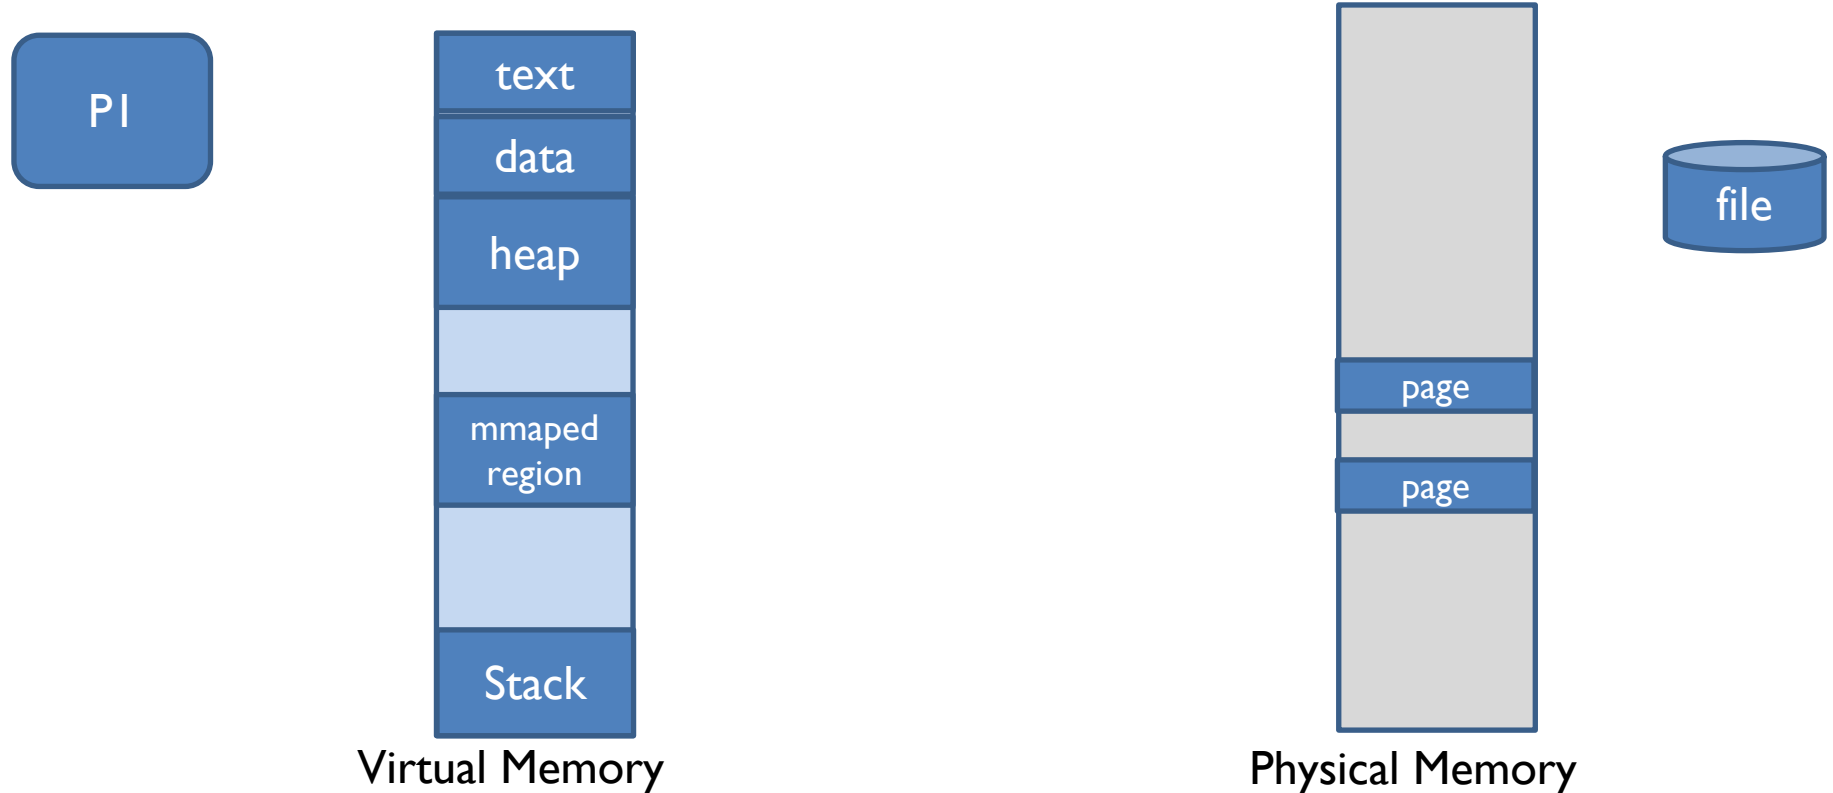 P1
text
data
heap
mmaped
region
Stack
Virtual Memory
page
page
Physical Memory
file